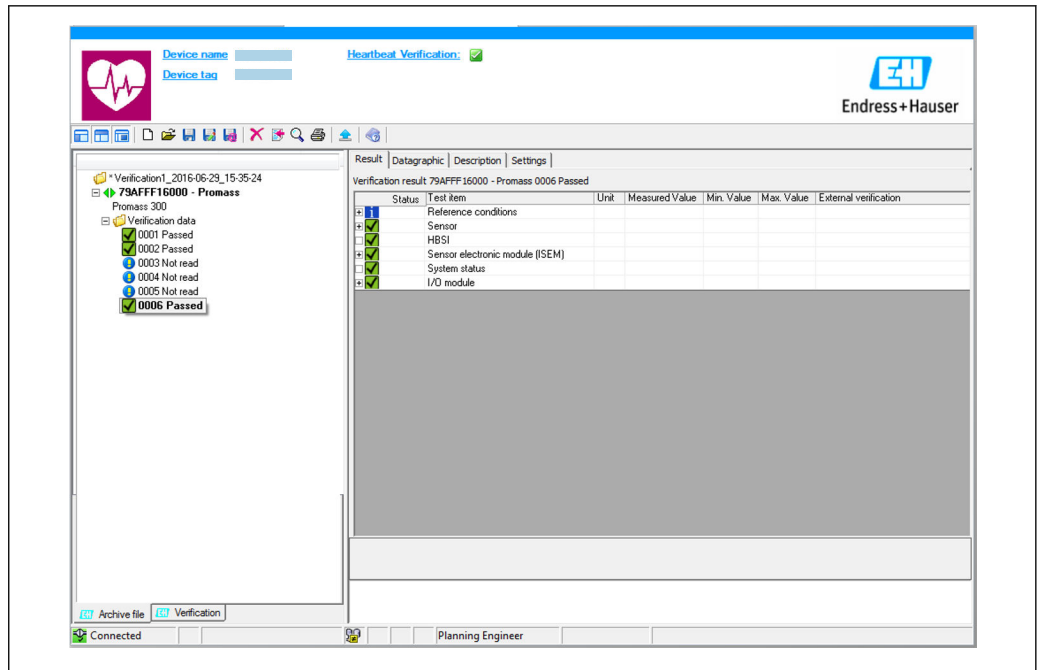 Device name
Heartbeat Verification:
Device tag
EH
Endress+Hauser
Result Datagraphic Description Settings
* Verification1_2016-06-29_15-35-24
79AFFF16000 - Promass
Promass 300
Verification data
0001 Passed
0002 Passed
0003 Not read
0004 Not read
0005 Not read
0006 Passed
Verification result 79AFFF16000 - Promass 0006 Passed
Status Test item Unit Measured Value Min. Value Max. Value External verification
Reference conditions
Sensor
HBSI
Sensor electronic module (ISEM)
System status
I/O module
Archive file Verification
Connected Planning Engineer